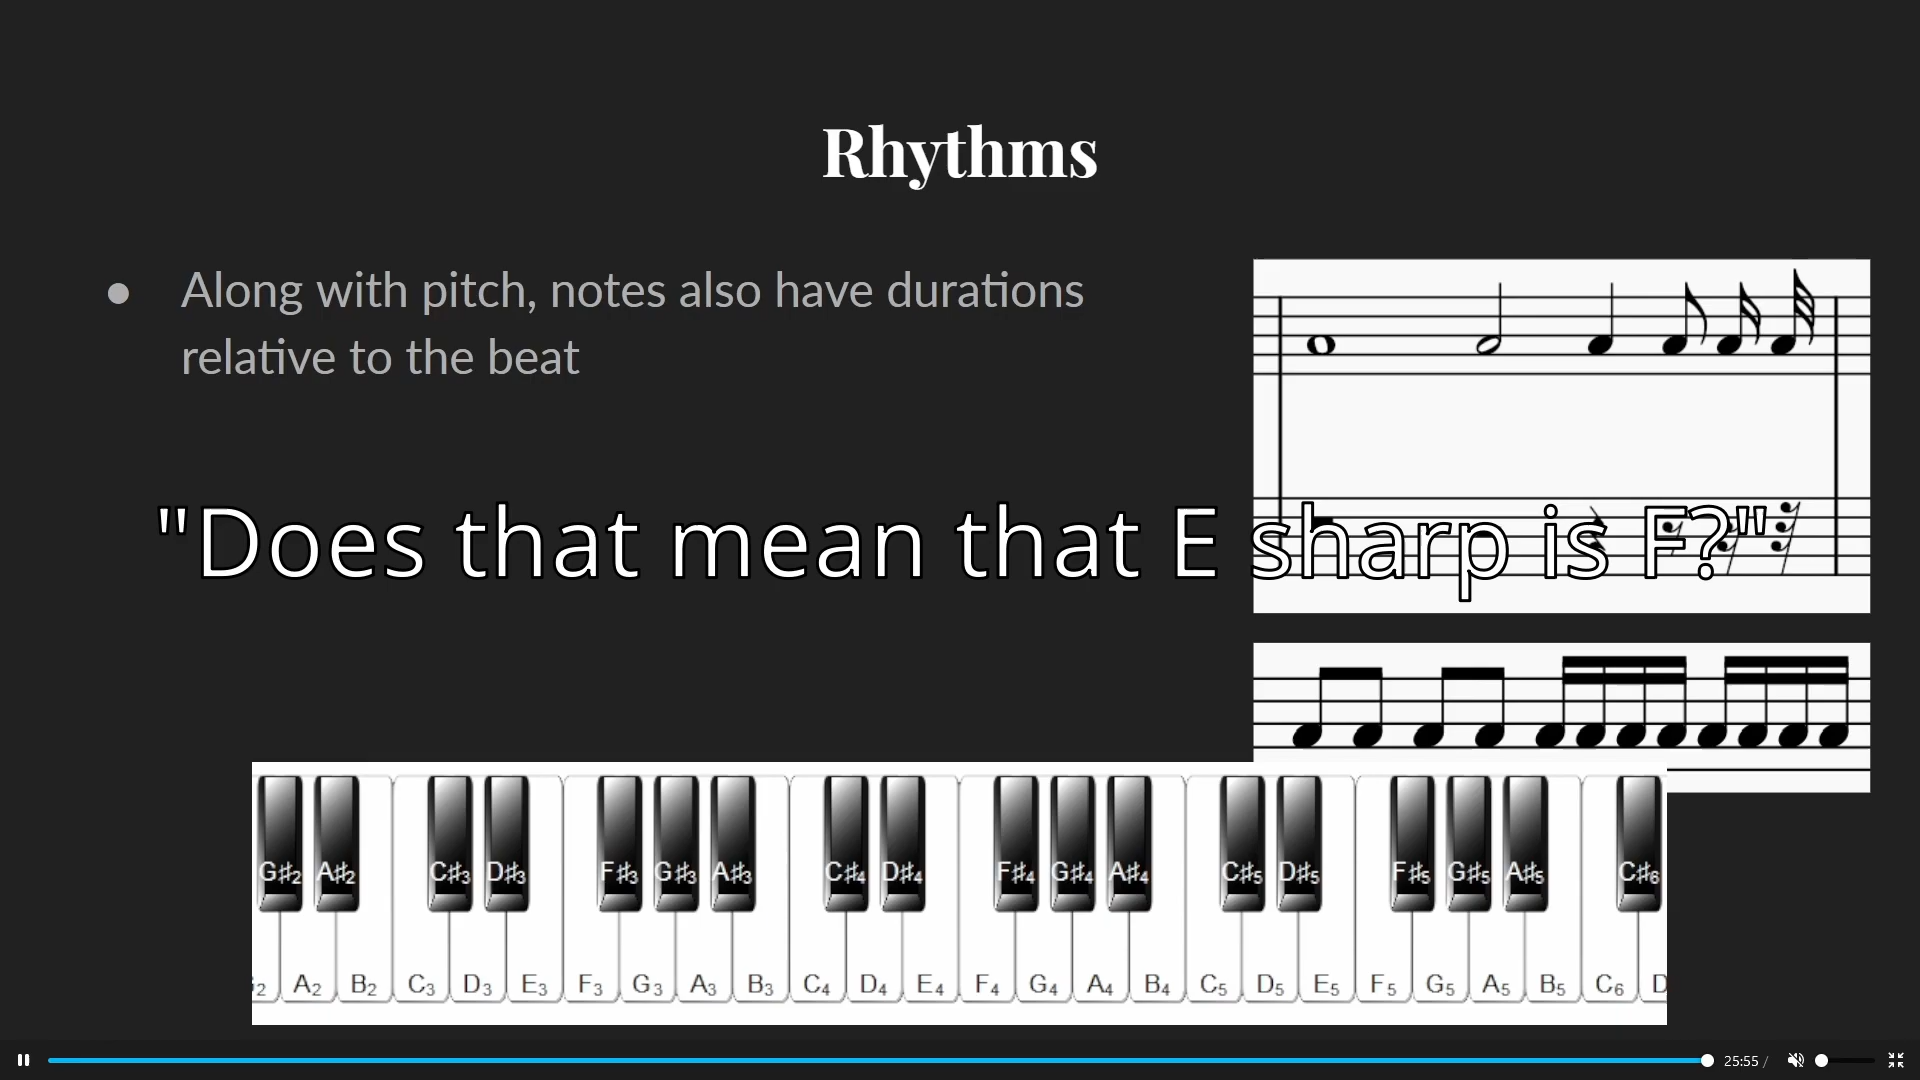 Rhythms
● Along with pitch, notes also have durations
relative to the beat
"Does that mean that E sharp is F?"
G♯2 A♯2 C♯3 D♯3 F♯3 G♯3 A♯3 C♯4 D♯4 F♯4 G♯4 A♯4 C♯5 D♯5 F♯5 G♯5 A♯5 C♯6
2 A2 B2 C3 D3 E3 F3 G3 A3 B3 C4 D4 E4 F4 G4 A4 B4 C5 D5 E5 F5 G5 A5 B5 C6 D
25:55 /